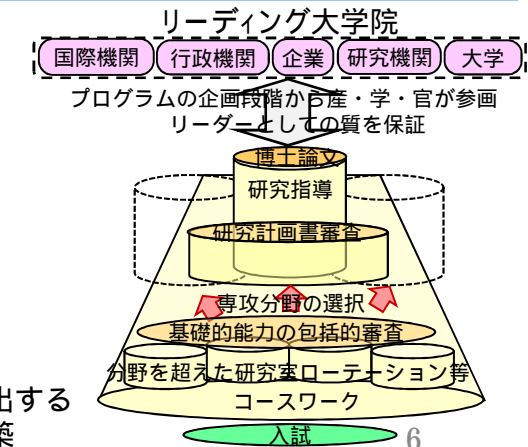 リーディング大学院
国際機関 行政機関 企業 研究機関 大学
プログラムの企画段階から産・学・官が参画
リーダーとしての質を保証
博士論文
研究指導
研究計画書審査
専攻分野の選択
基礎的能力の包括的審査
分野を超えた研究室ローテーション等
コースワーク
出する
築
入試
6